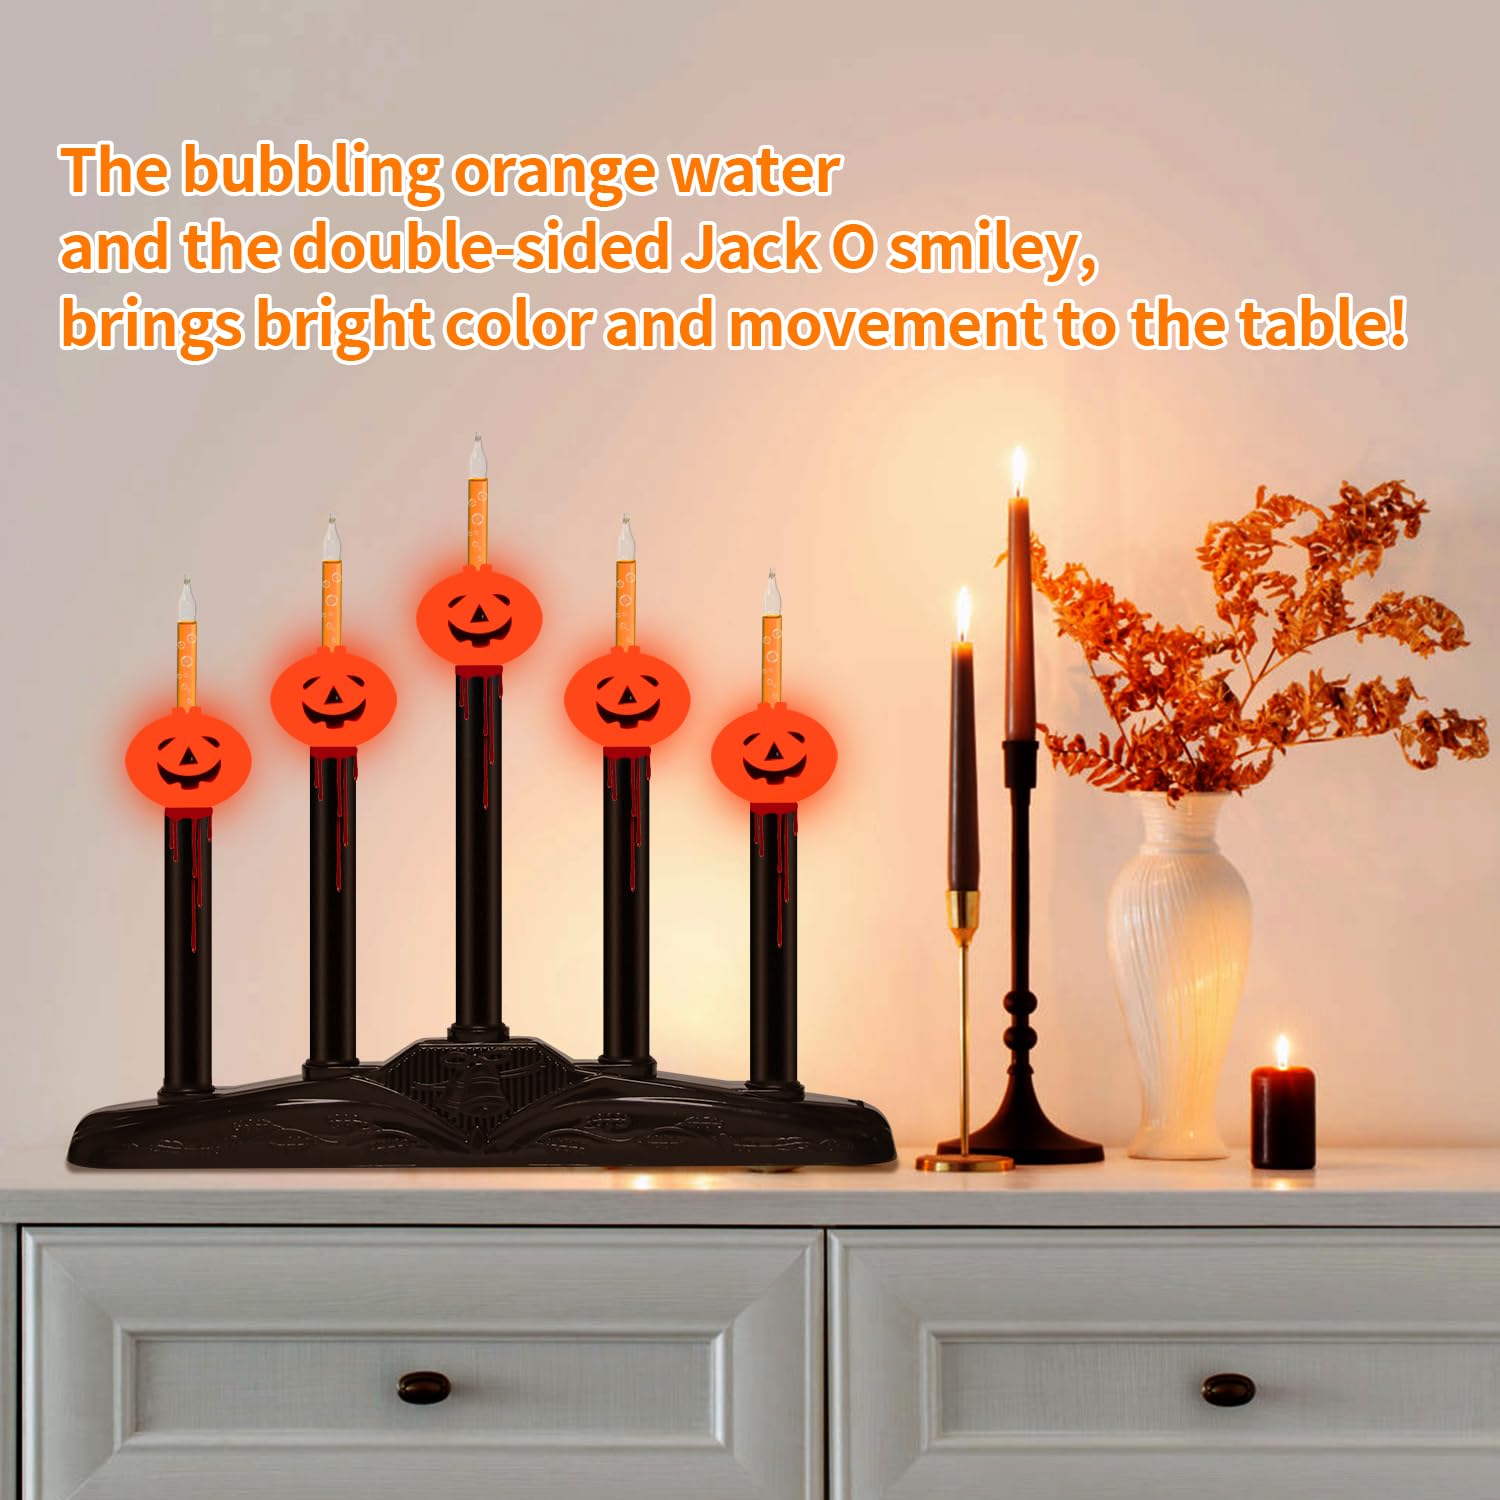 The bubbling orange water
and the double-sided Jack O smiley,
brings bright color and movement to the table!